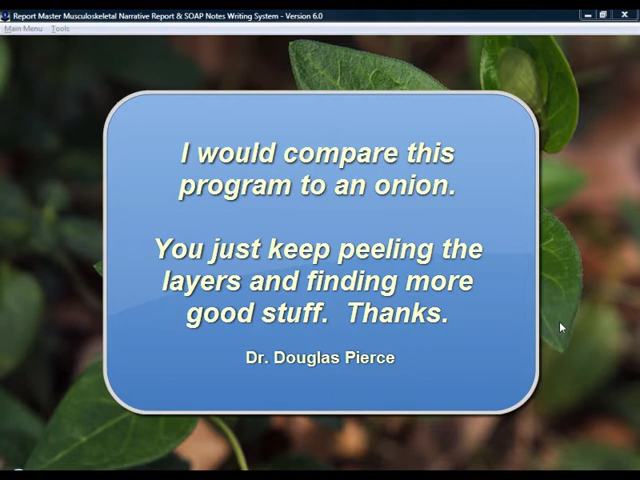 Report Master Musculoskeletal Narrative Report & SOAP Notes Writing System - Version 6.0
Main Menu Tools
I would compare this
program to an onion.
You just keep peeling the
layers and finding more
good stuff. Thanks.
Dr. Douglas Pierce